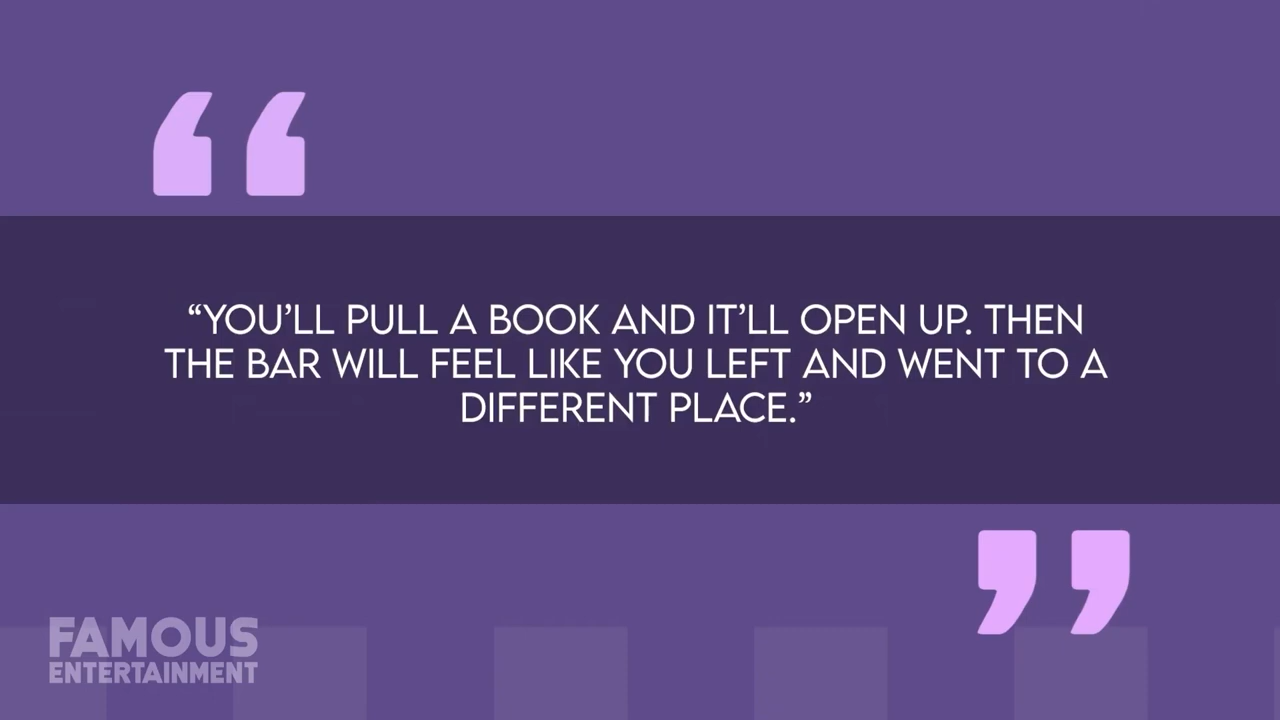 “YOU’LL PULL A BOOK AND IT’LL OPEN UP. THEN
THE BAR WILL FEEL LIKE YOU LEFT AND WENT TO A
DIFFERENT PLACE.”
FAMOUS
ENTERTAINMENT